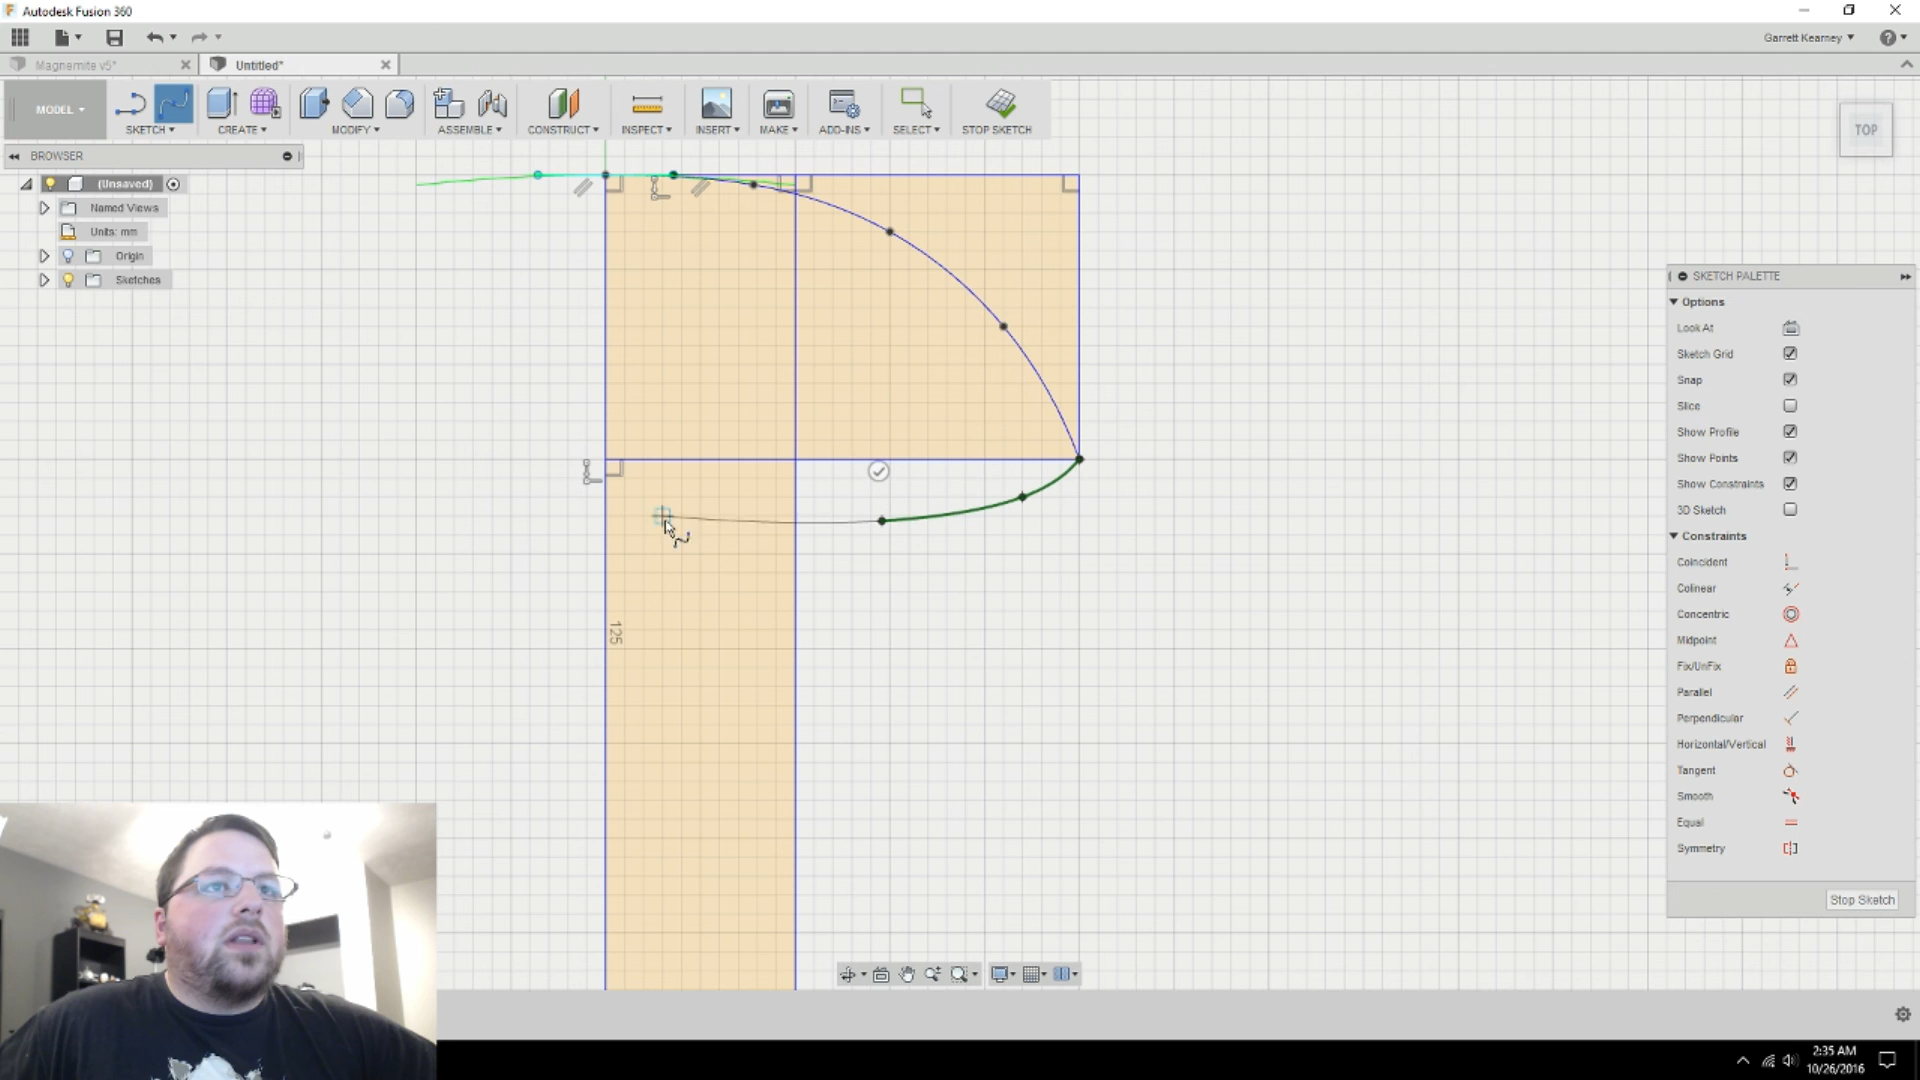 Autodesk Fusion 360
Garrett Kearney
Magnemite v5*
Untitled*
MODEL
SKETCH
CREATE
MODIFY
ASSEMBLE
CONSTRUCT
INSPECT
INSERT
MAKE
ADD-INS
SELECT
STOP SKETCH
TOP
BROWSER
(Unsaved)
Named Views
Units: mm
Origin
Sketches
125
SKETCH PALETTE
Options
Look At
Sketch Grid
Snap
Slice
Show Profile
Show Points
Show Constraints
3D Sketch
Constraints
Coincident
Colinear
Concentric
Midpoint
Fix/UnFix
Parallel
Perpendicular
Horizontal/Vertical
Tangent
Smooth
Equal
Symmetry
Stop Sketch
2:35 AM
10/26/2016